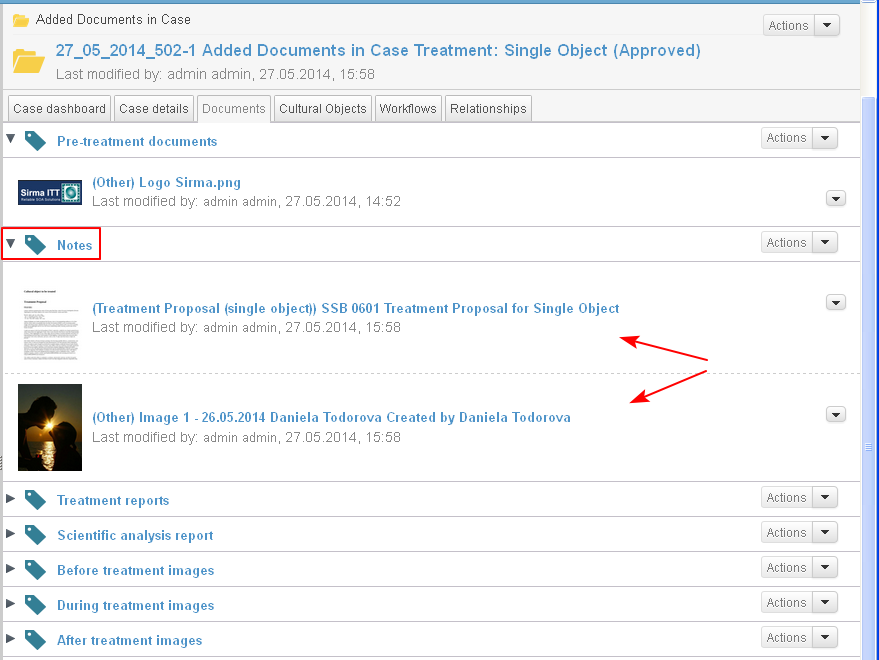 Added Documents in Case
Actions
27_05_2014_502-1 Added Documents in Case Treatment: Single Object (Approved)
Last modified by: admin admin, 27.05.2014, 15:58
Case dashboard
Case details
Documents
Cultural Objects
Workflows
Relationships
Pre-treatment documents
Actions
Sirma ITT
(Other) Logo Sirma.png
Last modified by: admin admin, 27.05.2014, 14:52
Notes
Actions
(Treatment Proposal (single object)) SSB 0601 Treatment Proposal for Single Object
Last modified by: admin admin, 27.05.2014, 15:58
(Other) Image 1 - 26.05.2014 Daniela Todorova Created by Daniela Todorova
Last modified by: admin admin, 27.05.2014, 15:58
Treatment reports
Actions
Scientific analysis report
Actions
Before treatment images
Actions
During treatment images
Actions
After treatment images
Actions